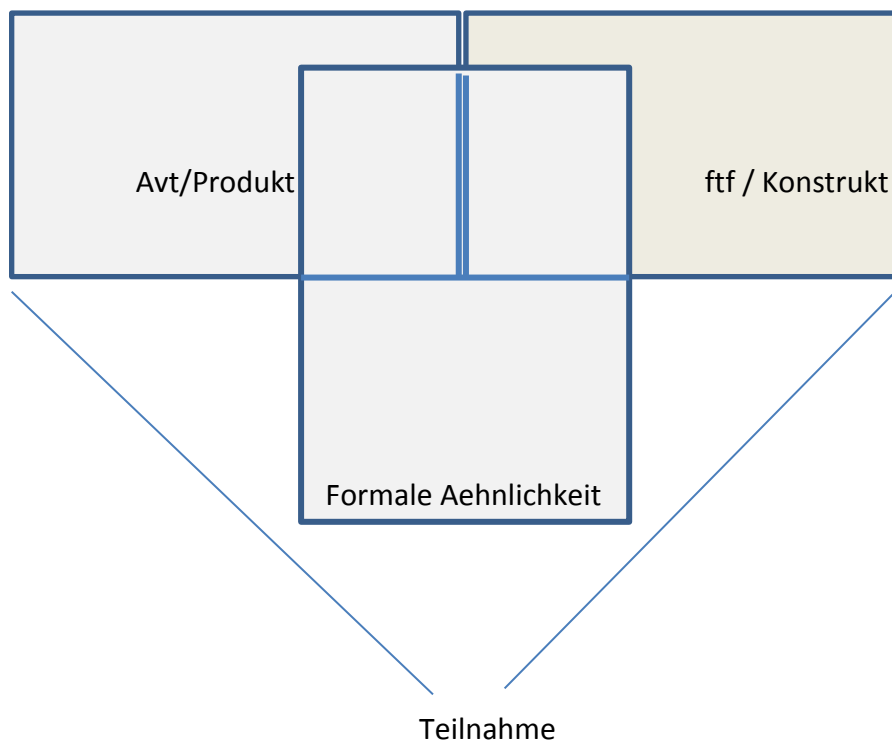 Avt/Produkt
ftf / Konstrukt
Formale Aehnlichkeit
Teilnahme